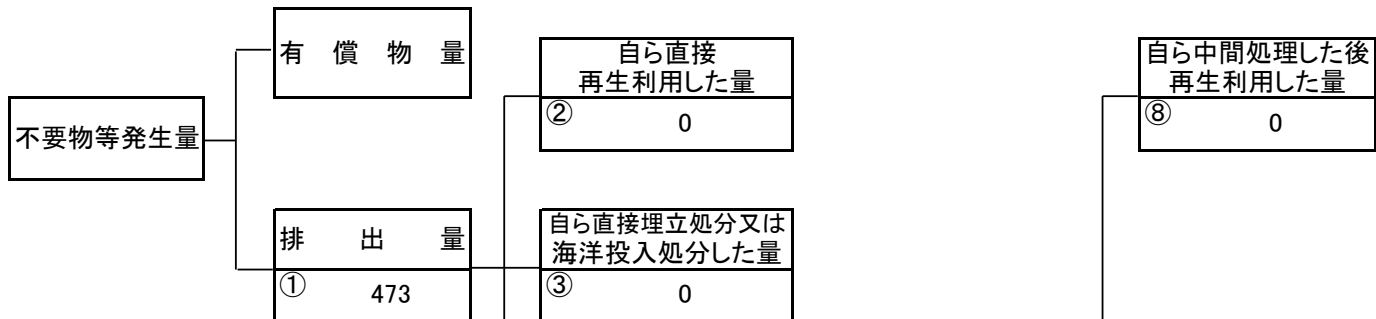 有償物量
自ら直接
再生利用した量
② 0
自ら中間処理した後
再生利用した量
⑧ 0
不要物等発生量
排出量
① 473
自ら直接埋立処分又は
海洋投入処分した量
③ 0